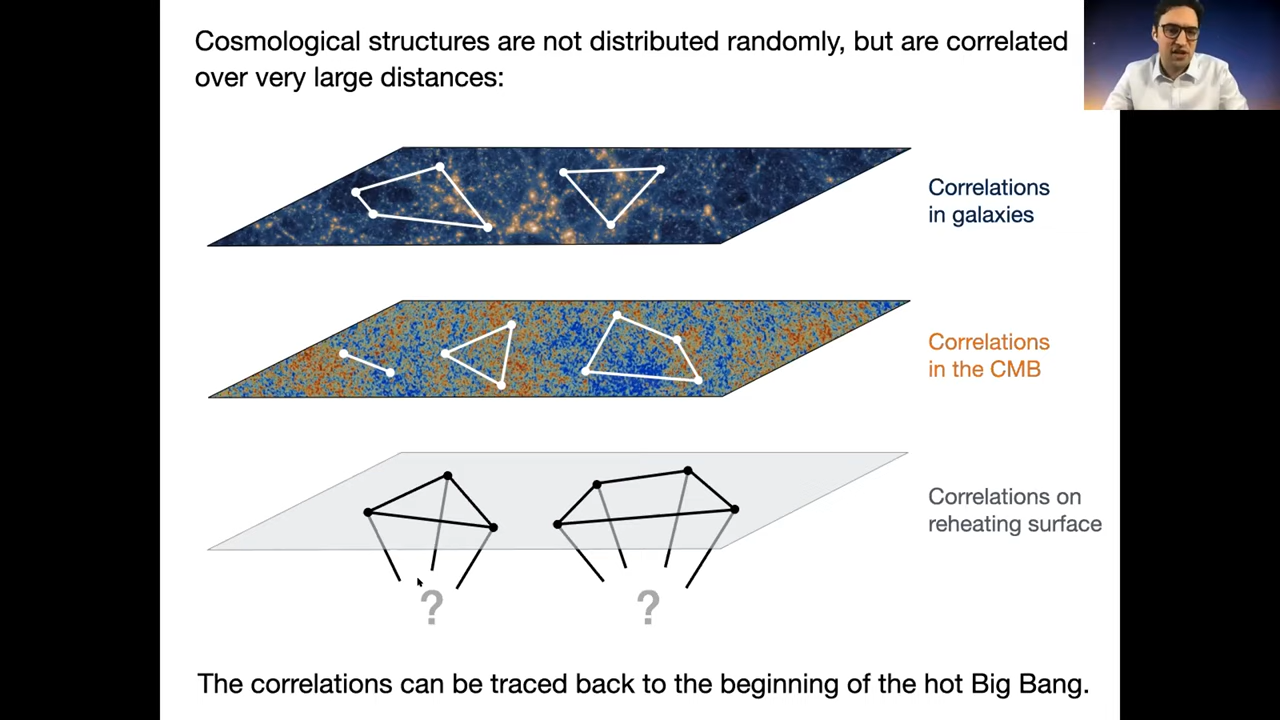 Cosmological structures are not distributed randomly, but are correlated
over very large distances:
Correlations
in galaxies
Correlations
in the CMB
Correlations on
reheating surface
?
?
The correlations can be traced back to the beginning of the hot Big Bang.